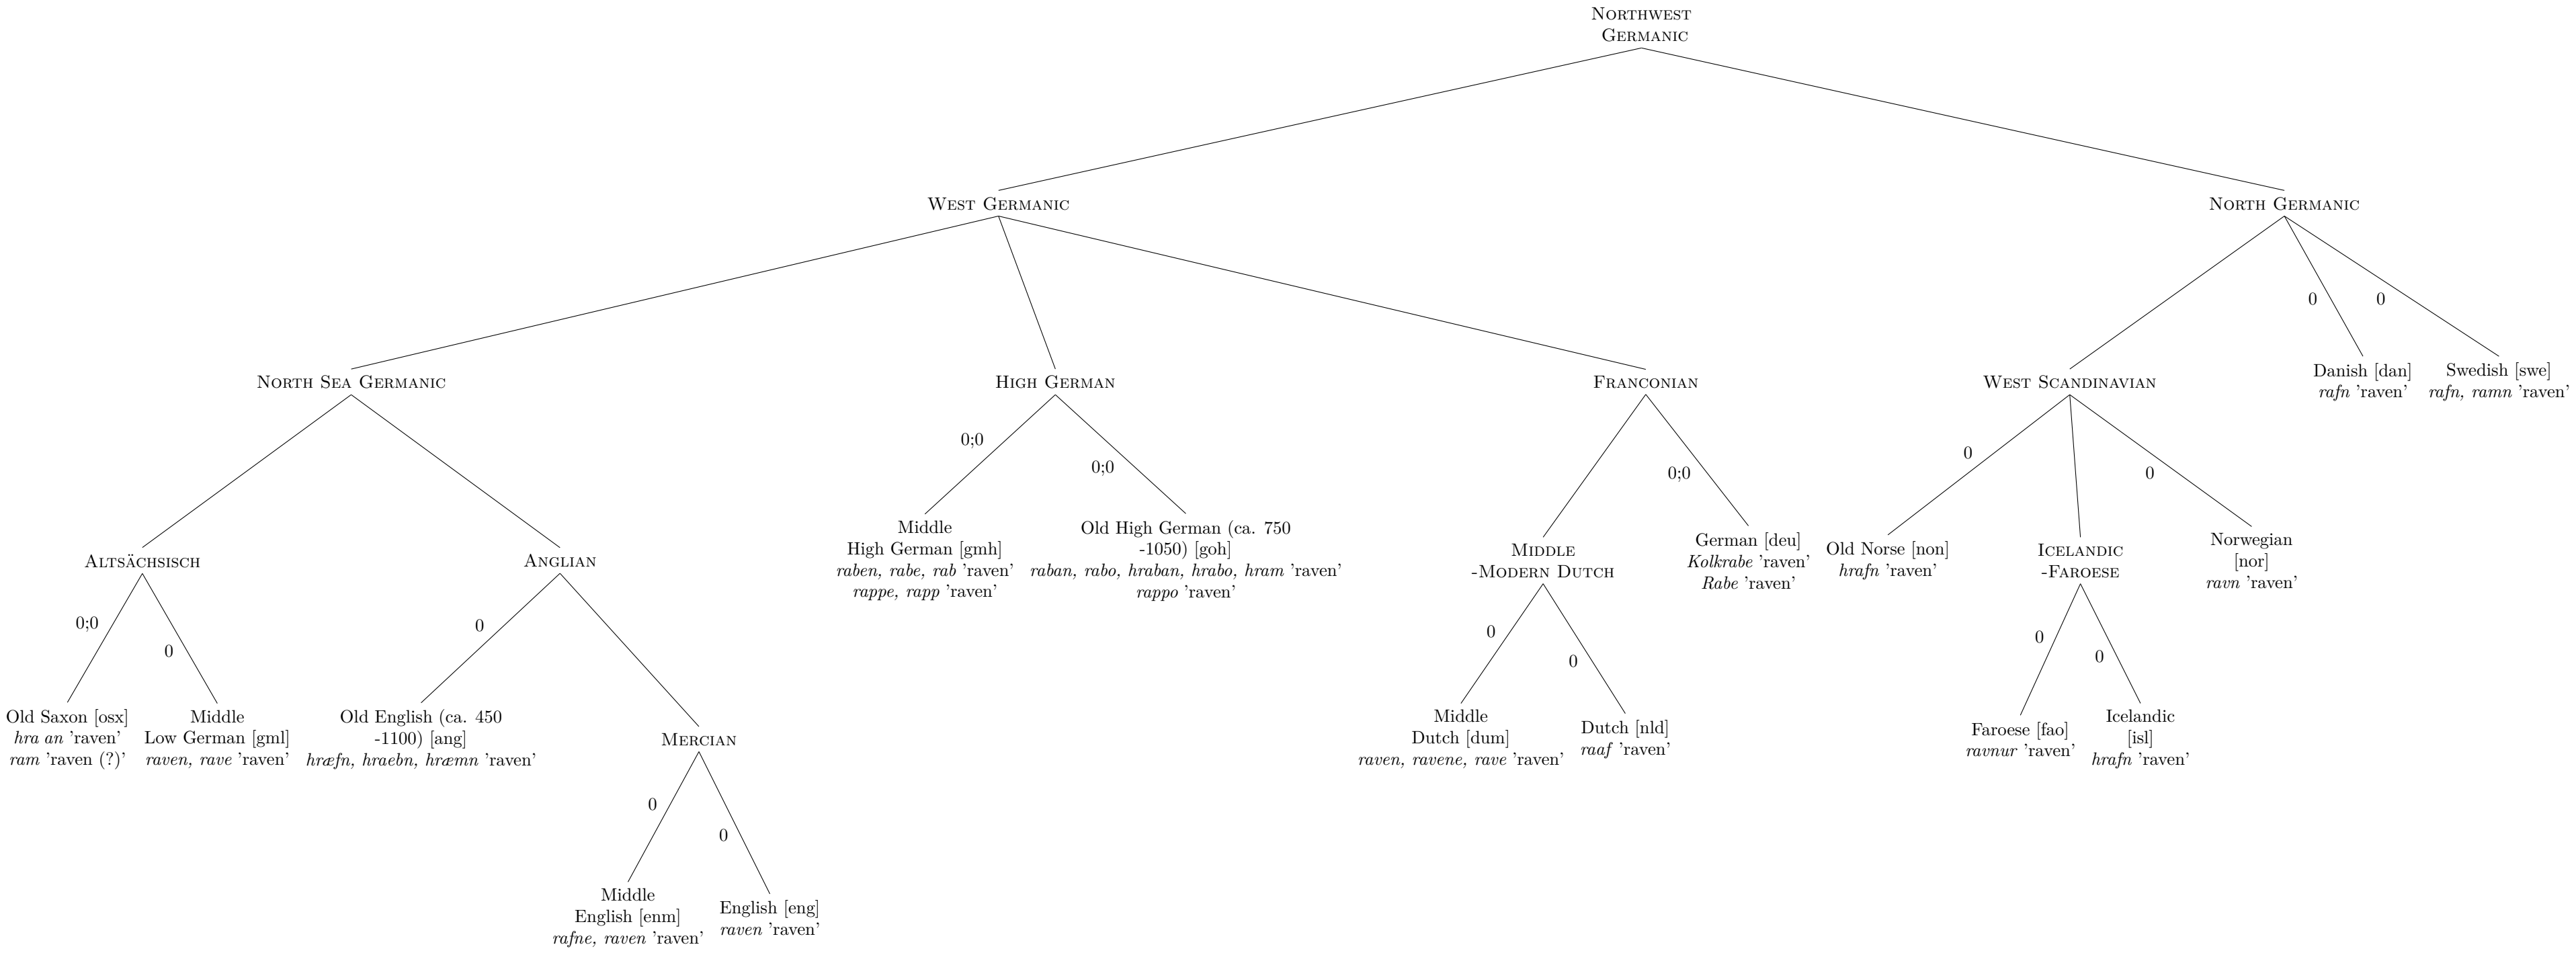 Northwest
Germanic
West Germanic
North Germanic
0
0
North Sea Germanic
High German
Franconian
West Scandinavian
Danish [dan]
rafn 'raven'
Swedish [swe]
rafn, ramn 'raven'
0;0
0;0
0;0
0
0
Altsächsisch
Anglian
Middle
High German [gmh]
raben, rabe, rab 'raven'
rappe, rapp 'raven'
Old High German (ca. 750
-1050) [goh]
raban, rabo, hraban, hrabo, hram 'raven'
rappo 'raven'
Middle
-Modern Dutch
German [deu]
Kolkrabe 'raven'
Rabe 'raven'
Old Norse [non]
hrafn 'raven'
Icelandic
-Faroese
Norwegian
[nor]
ravn 'raven'
0;0
0
0
0
0
0
0
Old Saxon [osx]
hra an 'raven'
ram 'raven (?)'
Middle
Low German [gml]
raven, rave 'raven'
Old English (ca. 450
-1100) [ang]
hræfn, hraebn, hræmn 'raven'
Mercian
Middle
Dutch [dum]
raven, ravene, rave 'raven'
Dutch [nld]
raaf 'raven'
Faroese [fao]
ravnur 'raven'
Icelandic
[isl]
hrafn 'raven'
0
0
Middle
English [enm]
rafne, raven 'raven'
English [eng]
raven 'raven'